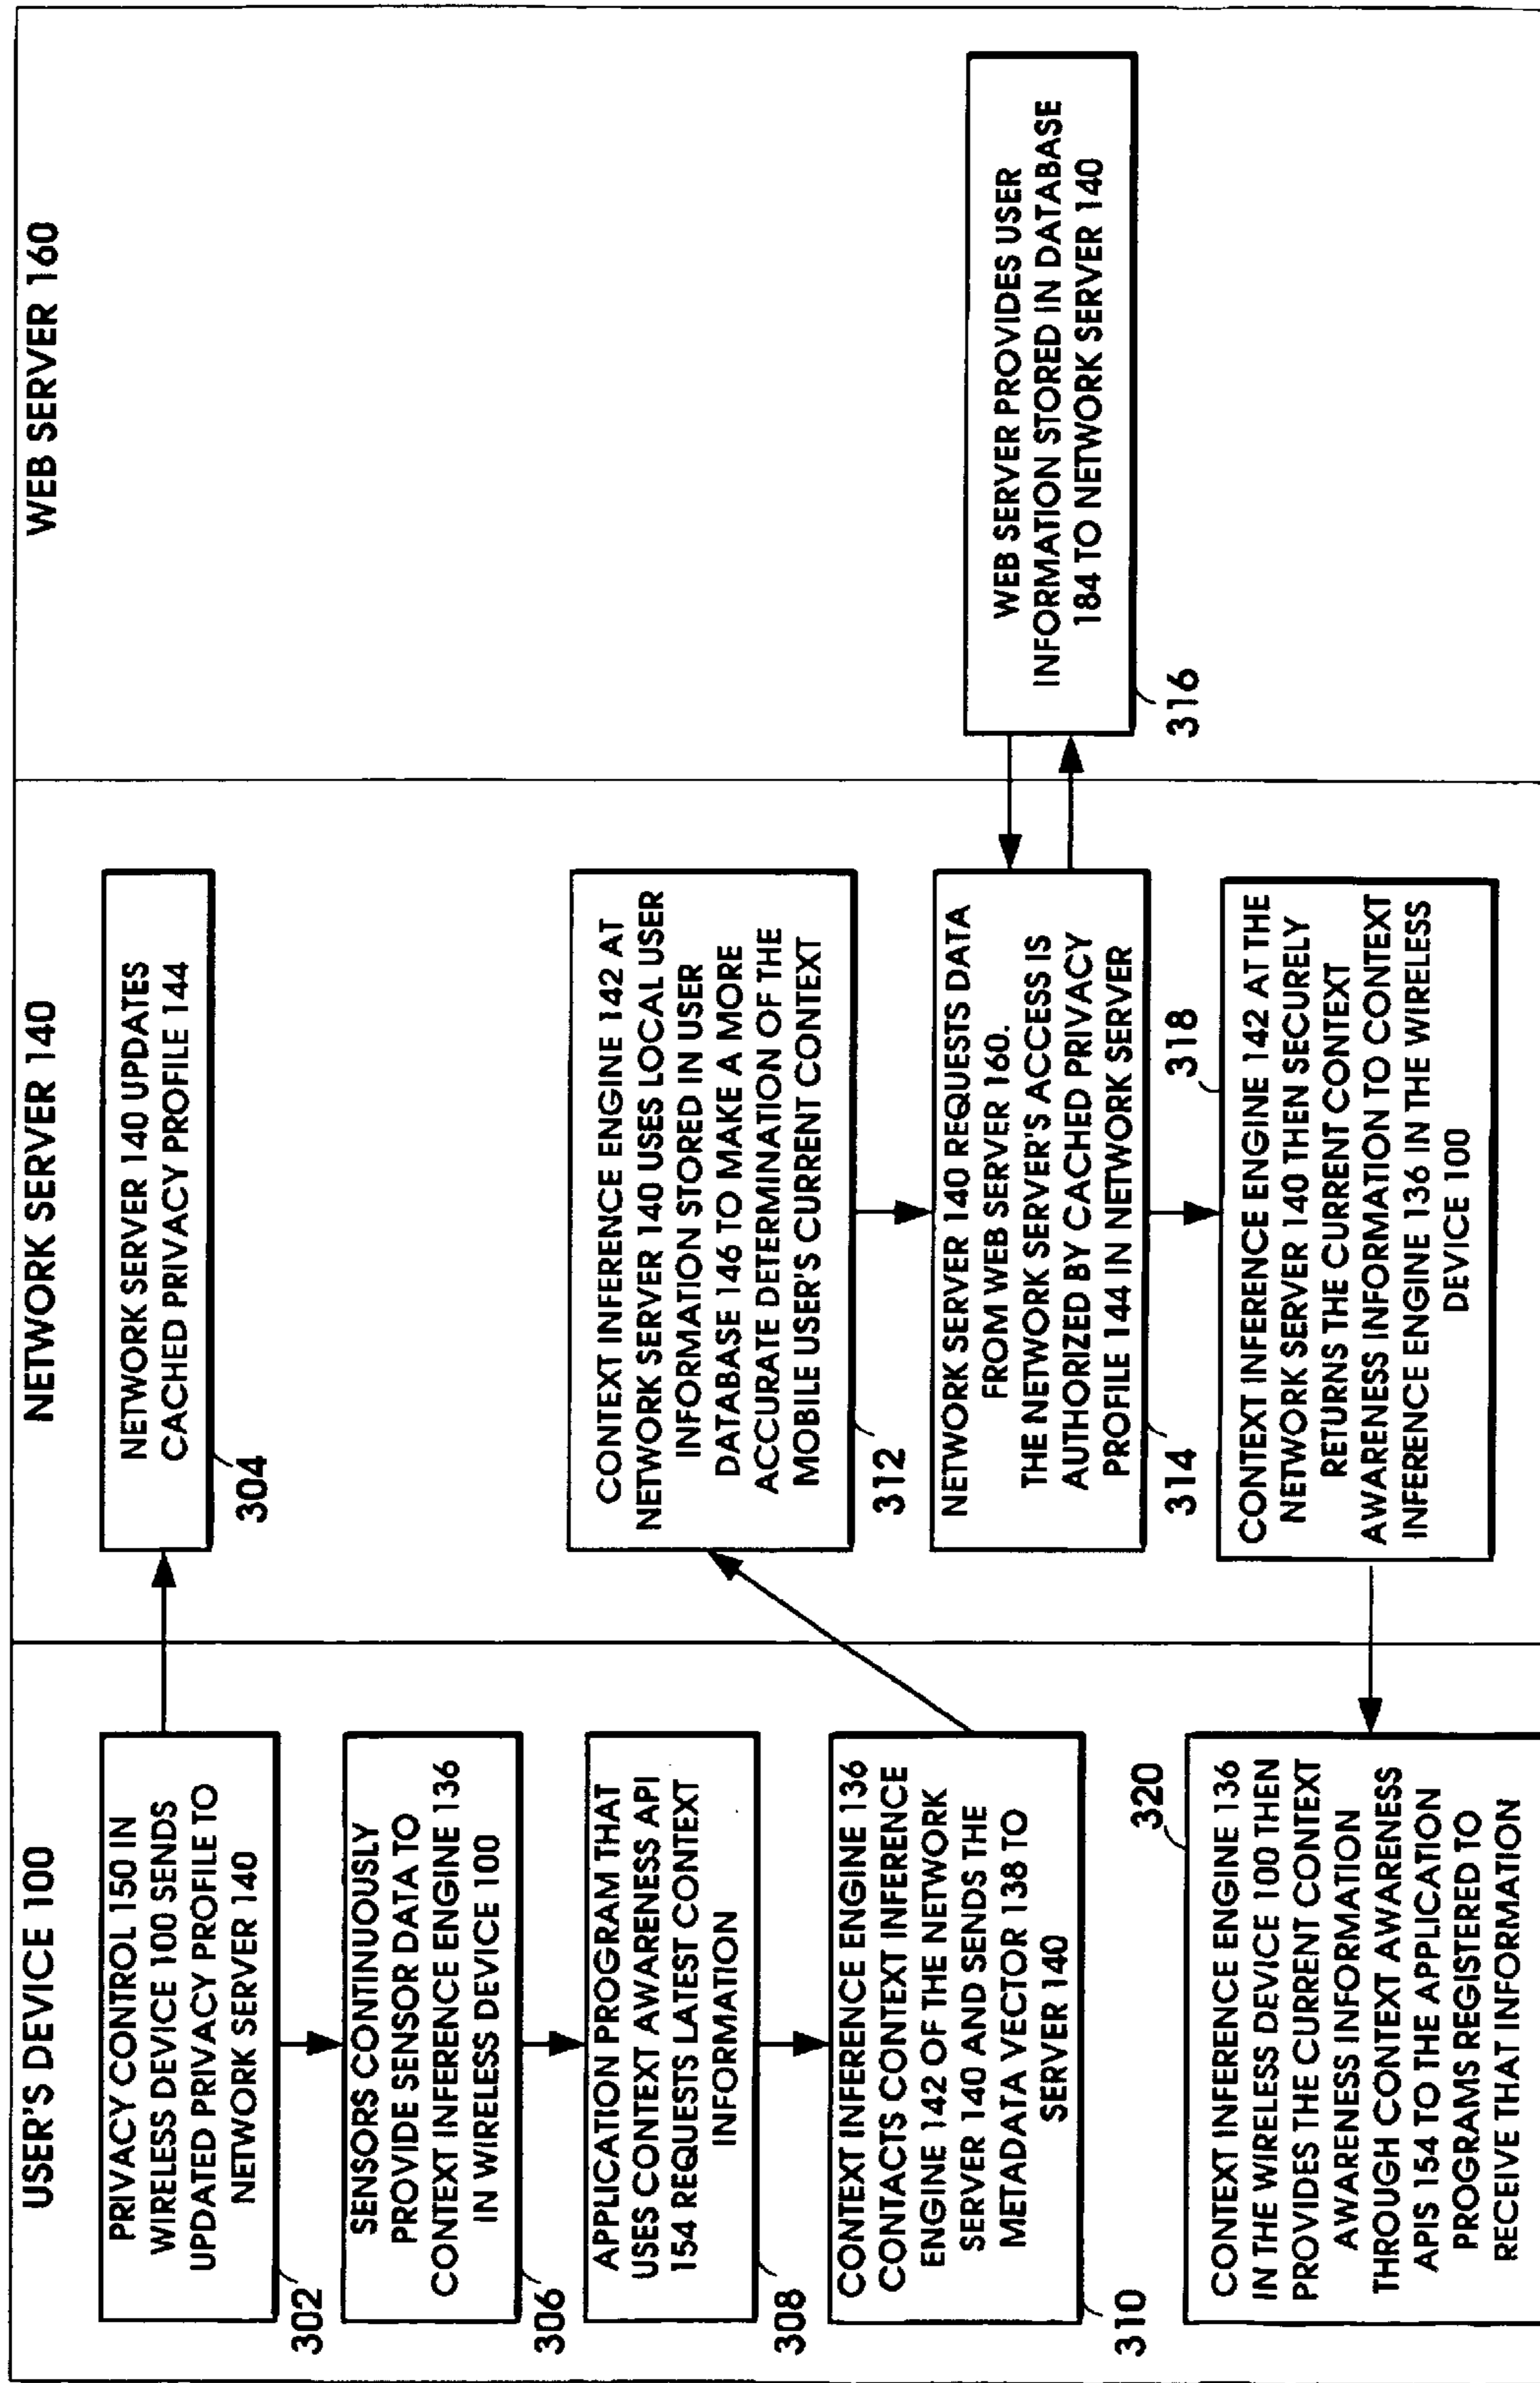 USER'S DEVICE 100
PRIVACY CONTROL 150 IN
WIRELESS DEVICE 100 SENDS
UPDATED PRIVACY PROFILE TO
NETWORK SERVER 140
302
SENSORS CONTINUOUSLY
PROVIDE SENSOR DATA TO
CONTEXT INFERENCE ENGINE 136
IN WIRELESS DEVICE 100
306
APPLICATION PROGRAM THAT
USES CONTEXT AWARENESS API
154 REQUESTS LATEST CONTEXT
INFORMATION
308
CONTEXT INFERENCE ENGINE 136
CONTACTS CONTEXT INFERENCE
ENGINE 142 OF THE NETWORK
SERVER 140 AND SENDS THE
METADATA VECTOR 138 TO
SERVER 140
310
320
CONTEXT INFERENCE ENGINE 136
IN THE WIRELESS DEVICE 100 THEN
PROVIDES THE CURRENT CONTEXT
AWARENESS INFORMATION
THROUGH CONTEXT AWARENESS
APIS 154 TO THE APPLICATION
PROGRAMS REGISTERED TO
RECEIVE THAT INFORMATION
NETWORK SERVER 140
NETWORK SERVER 140 UPDATES
CACHED PRIVACY PROFILE 144
304
CONTEXT INFERENCE ENGINE 142 AT
NETWORK SERVER 140 USES LOCAL USER
INFORMATION STORED IN USER
DATABASE 146 TO MAKE A MORE
ACCURATE DETERMINATION OF THE
MOBILE USER'S CURRENT CONTEXT
312
NETWORK SERVER 140 REQUESTS DATA
FROM WEB SERVER 160.
THE NETWORK SERVER'S ACCESS IS
AUTHORIZED BY CACHED PRIVACY
PROFILE 144 IN NETWORK SERVER
314
318
CONTEXT INFERENCE ENGINE 142 AT THE
NETWORK SERVER 140 THEN SECURELY
RETURNS THE CURRENT CONTEXT
AWARENESS INFORMATION TO CONTEXT
INFERENCE ENGINE 136 IN THE WIRELESS
DEVICE 100
WEB SERVER 160
WEB SERVER PROVIDES USER
INFORMATION STORED IN DATABASE
184 TO NETWORK SERVER 140
316